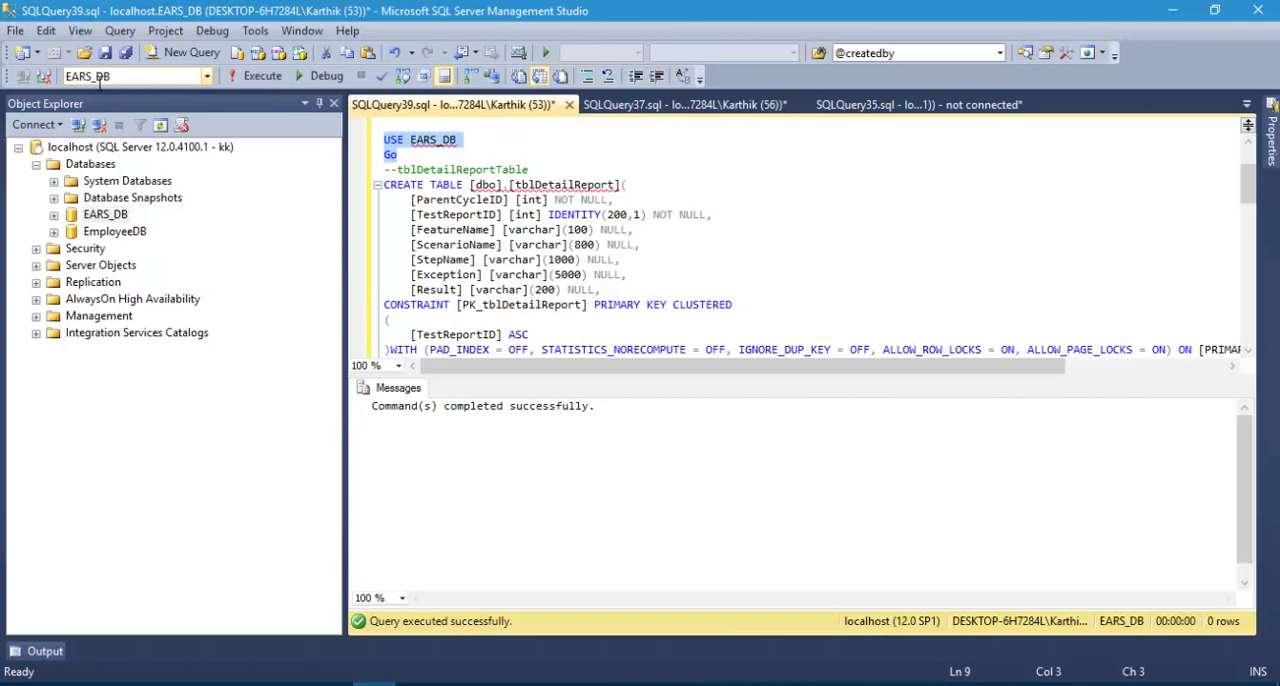 SQLQuery39.sql - localhost.EARS_DB (DESKTOP-6H7284L\Karthik (53))* - Microsoft SQL Server Management Studio
File Edit View Query Project Debug Tools Window Help
New Query @createdby
EARS_DB Execute Debug
Object Explorer
SQLQuery39.sql - lo...7284L\Karthik (53))* SQLQuery37.sql - lo...7284L\Karthik (56))* SQLQuery35.sql - lo...1)) - not connected*
Properties
Connect
localhost (SQL Server 12.0.4100.1 - kk)
Databases
System Databases
Database Snapshots
EARS_DB
EmployeeDB
Security
Server Objects
Replication
AlwaysOn High Availability
Management
Integration Services Catalogs
USE EARS_DB
Go
--tblDetailReportTable
CREATE TABLE [dbo].[tblDetailReport](
[ParentCycleID] [int] NOT NULL,
[TestReportID] [int] IDENTITY(200,1) NOT NULL,
[FeatureName] [varchar](100) NULL,
[ScenarioName] [varchar](800) NULL,
[StepName] [varchar](1000) NULL,
[Exception] [varchar](5000) NULL,
[Result] [varchar](200) NULL,
CONSTRAINT [PK_tblDetailReport] PRIMARY KEY CLUSTERED
(
[TestReportID] ASC
)WITH (PAD_INDEX = OFF, STATISTICS_NORECOMPUTE = OFF, IGNORE_DUP_KEY = OFF, ALLOW_ROW_LOCKS = ON, ALLOW_PAGE_LOCKS = ON) ON [PRIMAR
100 %
Messages
Command(s) completed successfully.
100 %
Query executed successfully. localhost (12.0 SP1) DESKTOP-6H7284L\Karthi... EARS_DB 00:00:00 0 rows
Output
Ready Ln 9 Col 3 Ch 3 INS